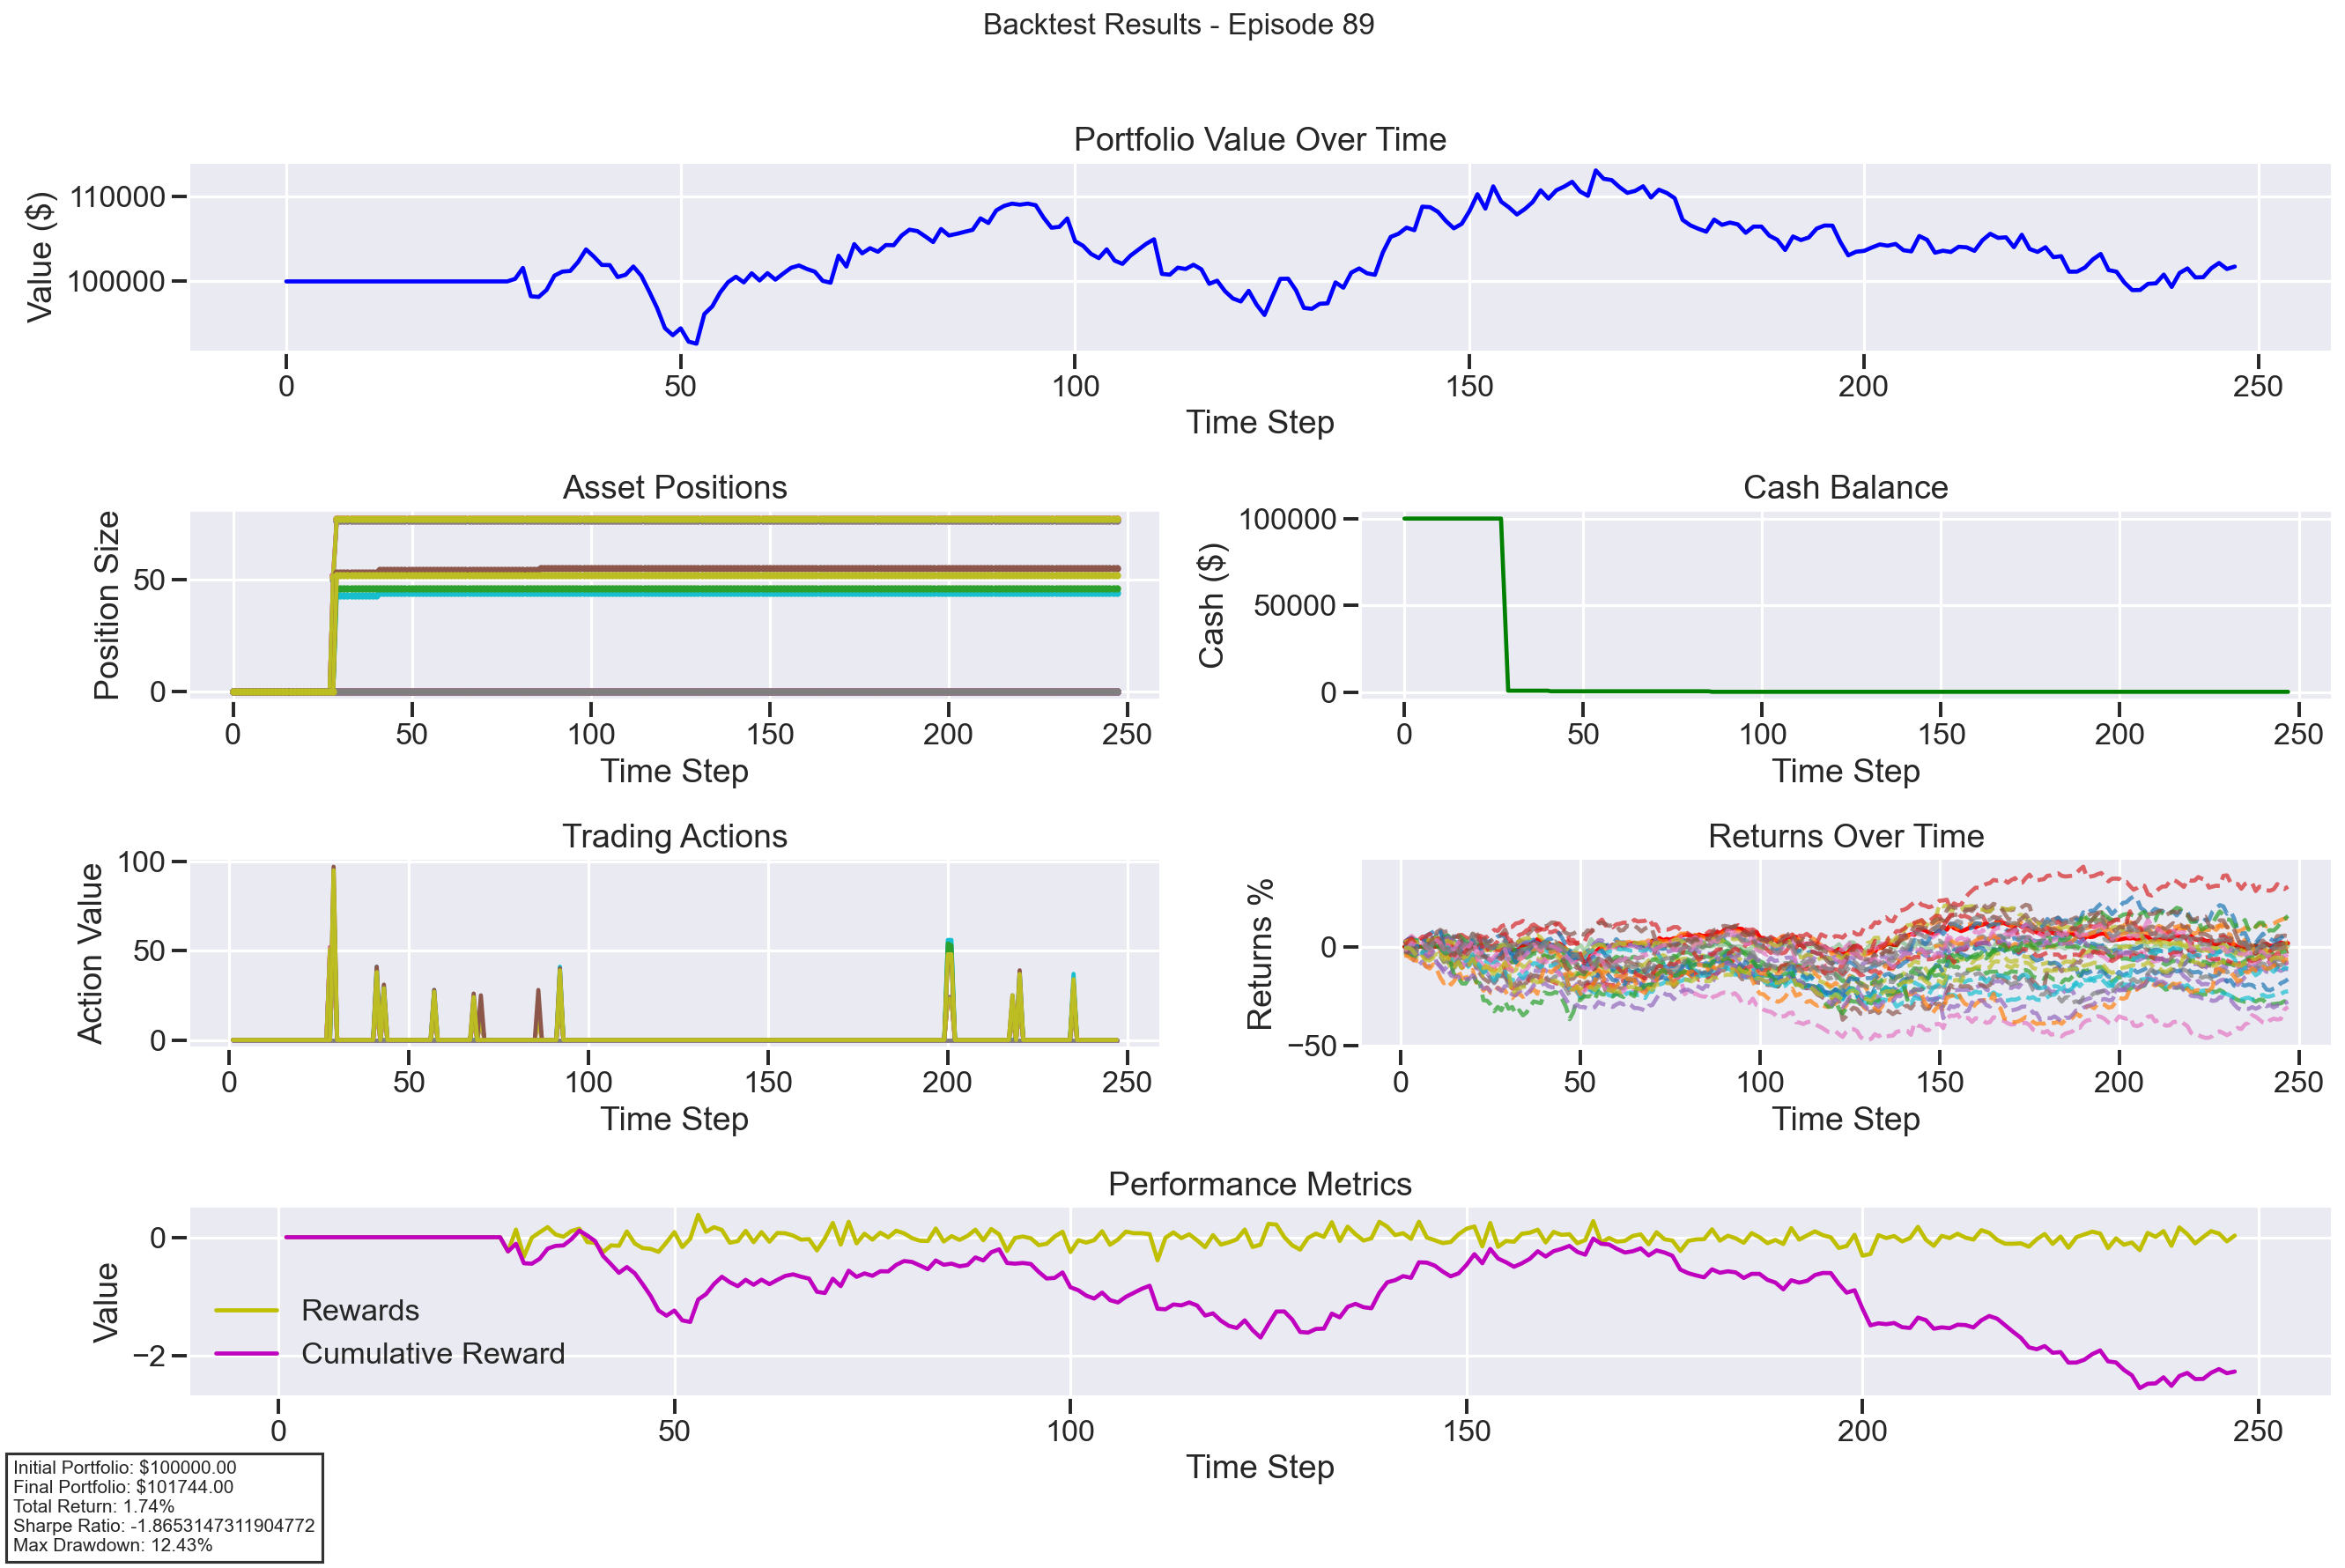 Backtest Results - Episode 89
Portfolio Value Over Time
Value ($)
110000
100000
0 50 100 150 200 250
Time Step
Asset Positions
Position Size
50
0
0 50 100 150 200 250
Time Step
Cash Balance
Cash ($)
100000
50000
0
0 50 100 150 200 250
Time Step
Trading Actions
Action Value
100
50
0
0 50 100 150 200 250
Time Step
Returns Over Time
Returns %
0
−50
0 50 100 150 200 250
Time Step
Performance Metrics
Value
0
−2
Rewards
Cumulative Reward
0 50 100 150 200 250
Time Step
Initial Portfolio: $100000.00
Final Portfolio: $101744.00
Total Return: 1.74%
Sharpe Ratio: -1.8653147311904772
Max Drawdown: 12.43%